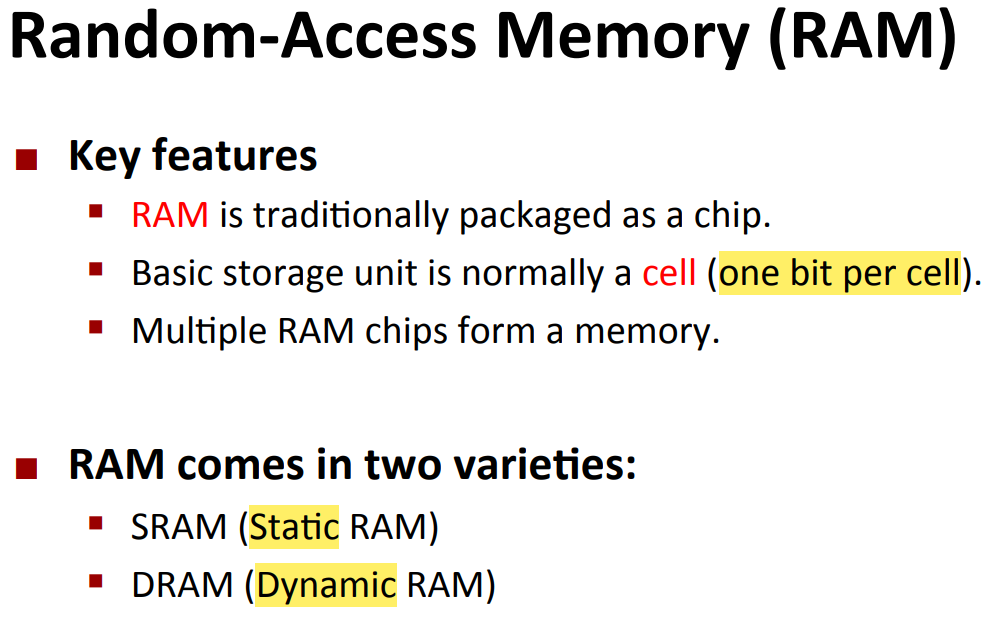 Random-Access Memory (RAM)
Key features
RAM is traditionally packaged as a chip.
Basic storage unit is normally a cell (one bit per cell).
Multiple RAM chips form a memory.
RAM comes in two varieties:
SRAM (Static RAM)
DRAM (Dynamic RAM)